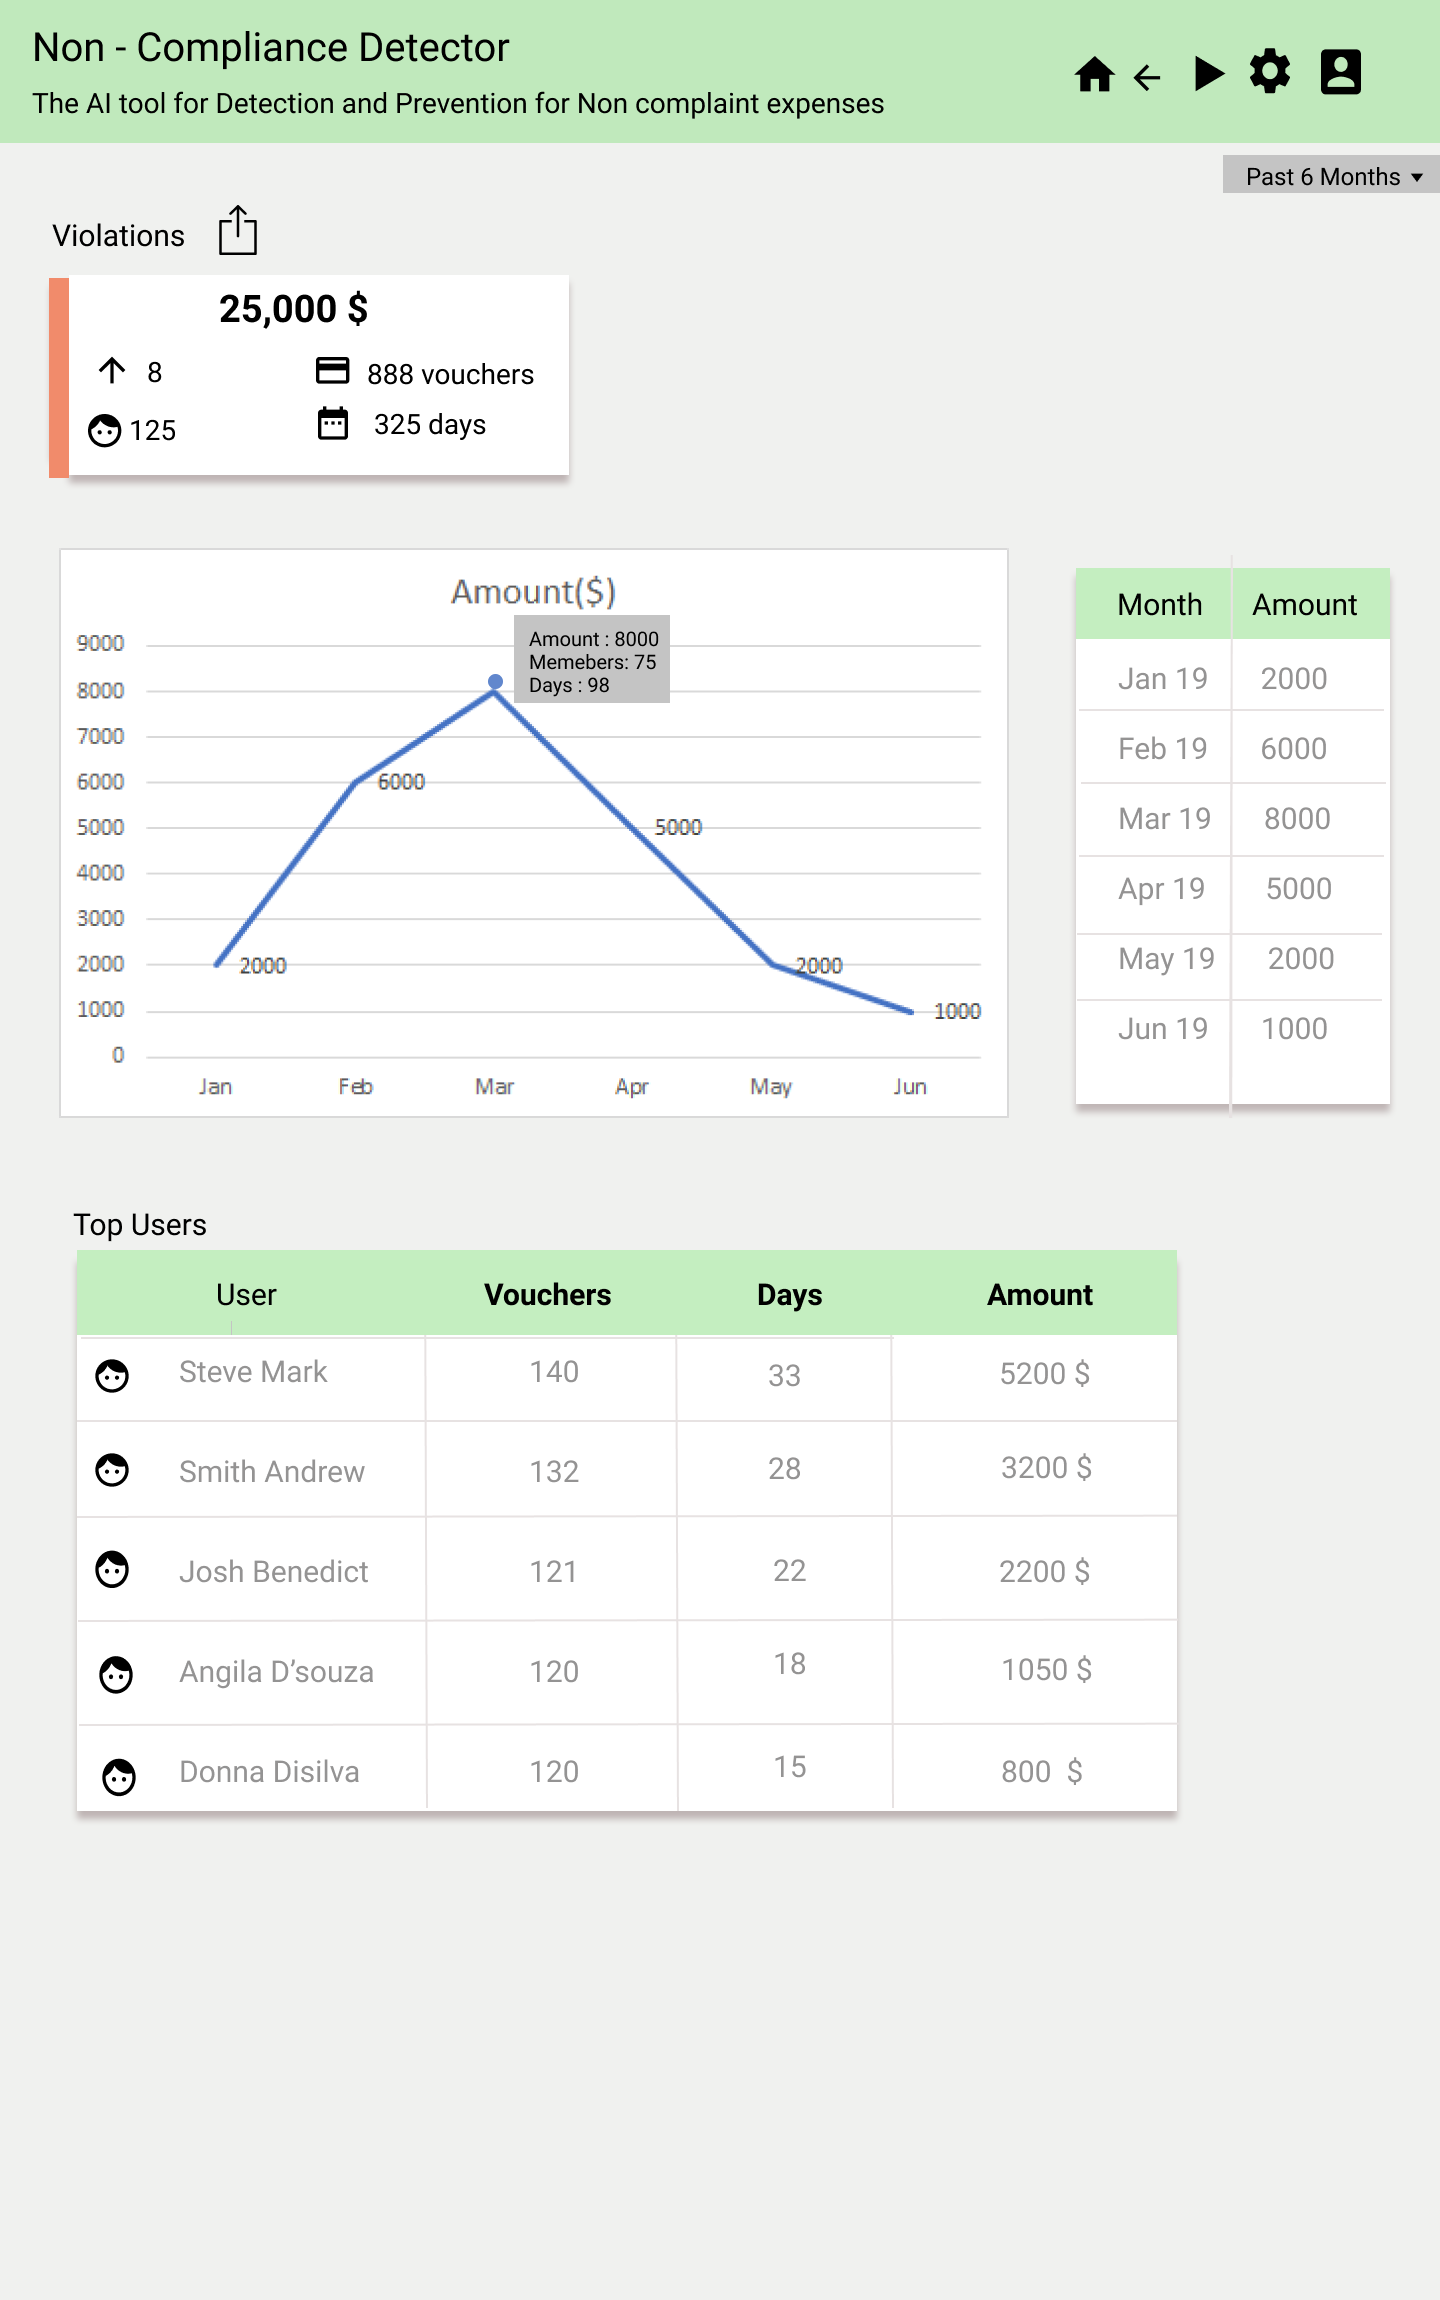 Non - Compliance Detector
The AI tool for Detection and Prevention for Non complaint expenses
Past 6 Months
Violations
25,000 $
8
888 vouchers
125
325 days
Amount($)
Amount : 8000
Memebers: 75
Days : 98
9000
8000
7000
6000
5000
4000
3000
2000
1000
0
2000
6000
5000
2000
1000
Jan Feb Mar Apr May Jun
Month Amount
Jan 19 2000
Feb 19 6000
Mar 19 8000
Apr 19 5000
May 19 2000
Jun 19 1000
Top Users
User Vouchers Days Amount
Steve Mark 140 33 5200 $
Smith Andrew 132 28 3200 $
Josh Benedict 121 22 2200 $
Angila D’souza 120 18 1050 $
Donna Disilva 120 15 800 $